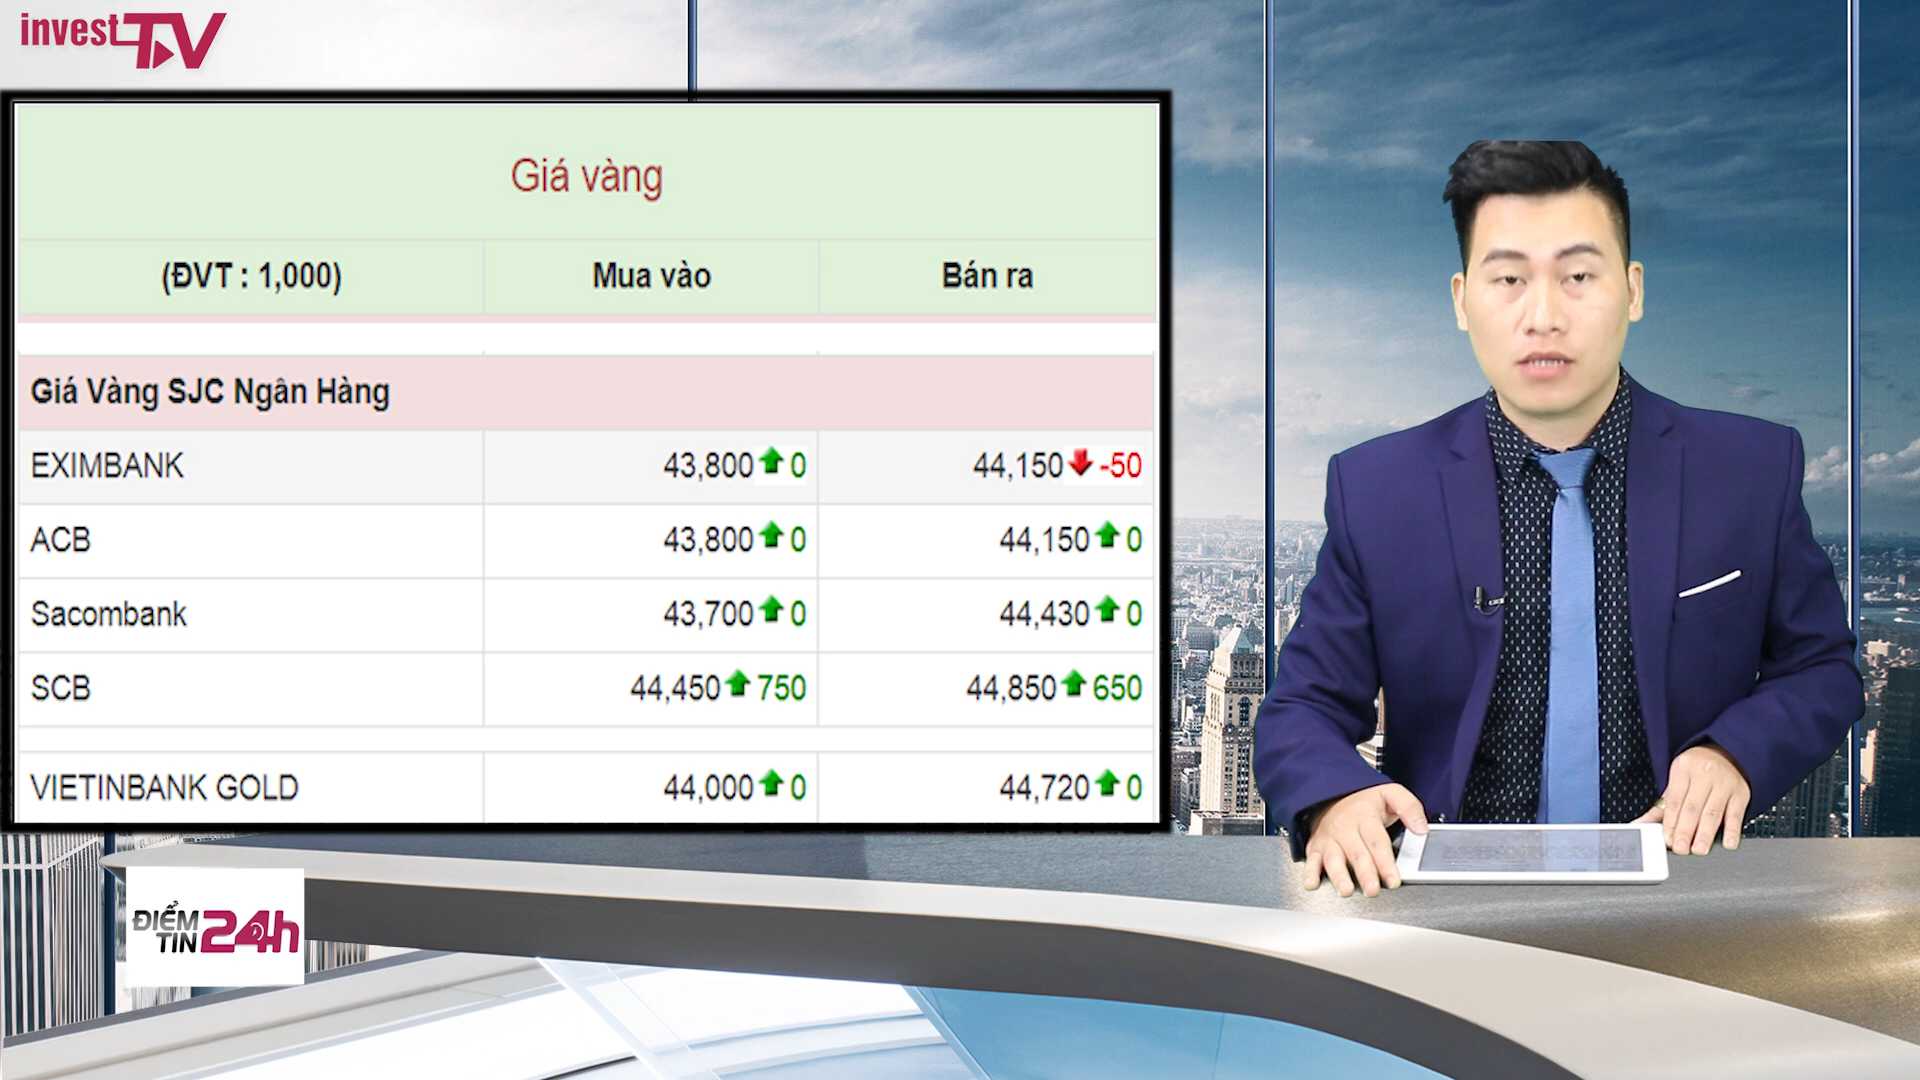 invest TV
Giá vàng
(ĐVT : 1,000) Mua vào Bán ra
Giá Vàng SJC Ngân Hàng
EXIMBANK 43,800 0 44,150 -50
ACB 43,800 0 44,150 0
Sacombank 43,700 0 44,430 0
SCB 44,450 750 44,850 650
VIETINBANK GOLD 44,000 0 44,720 0
ĐIỂM TIN 24h